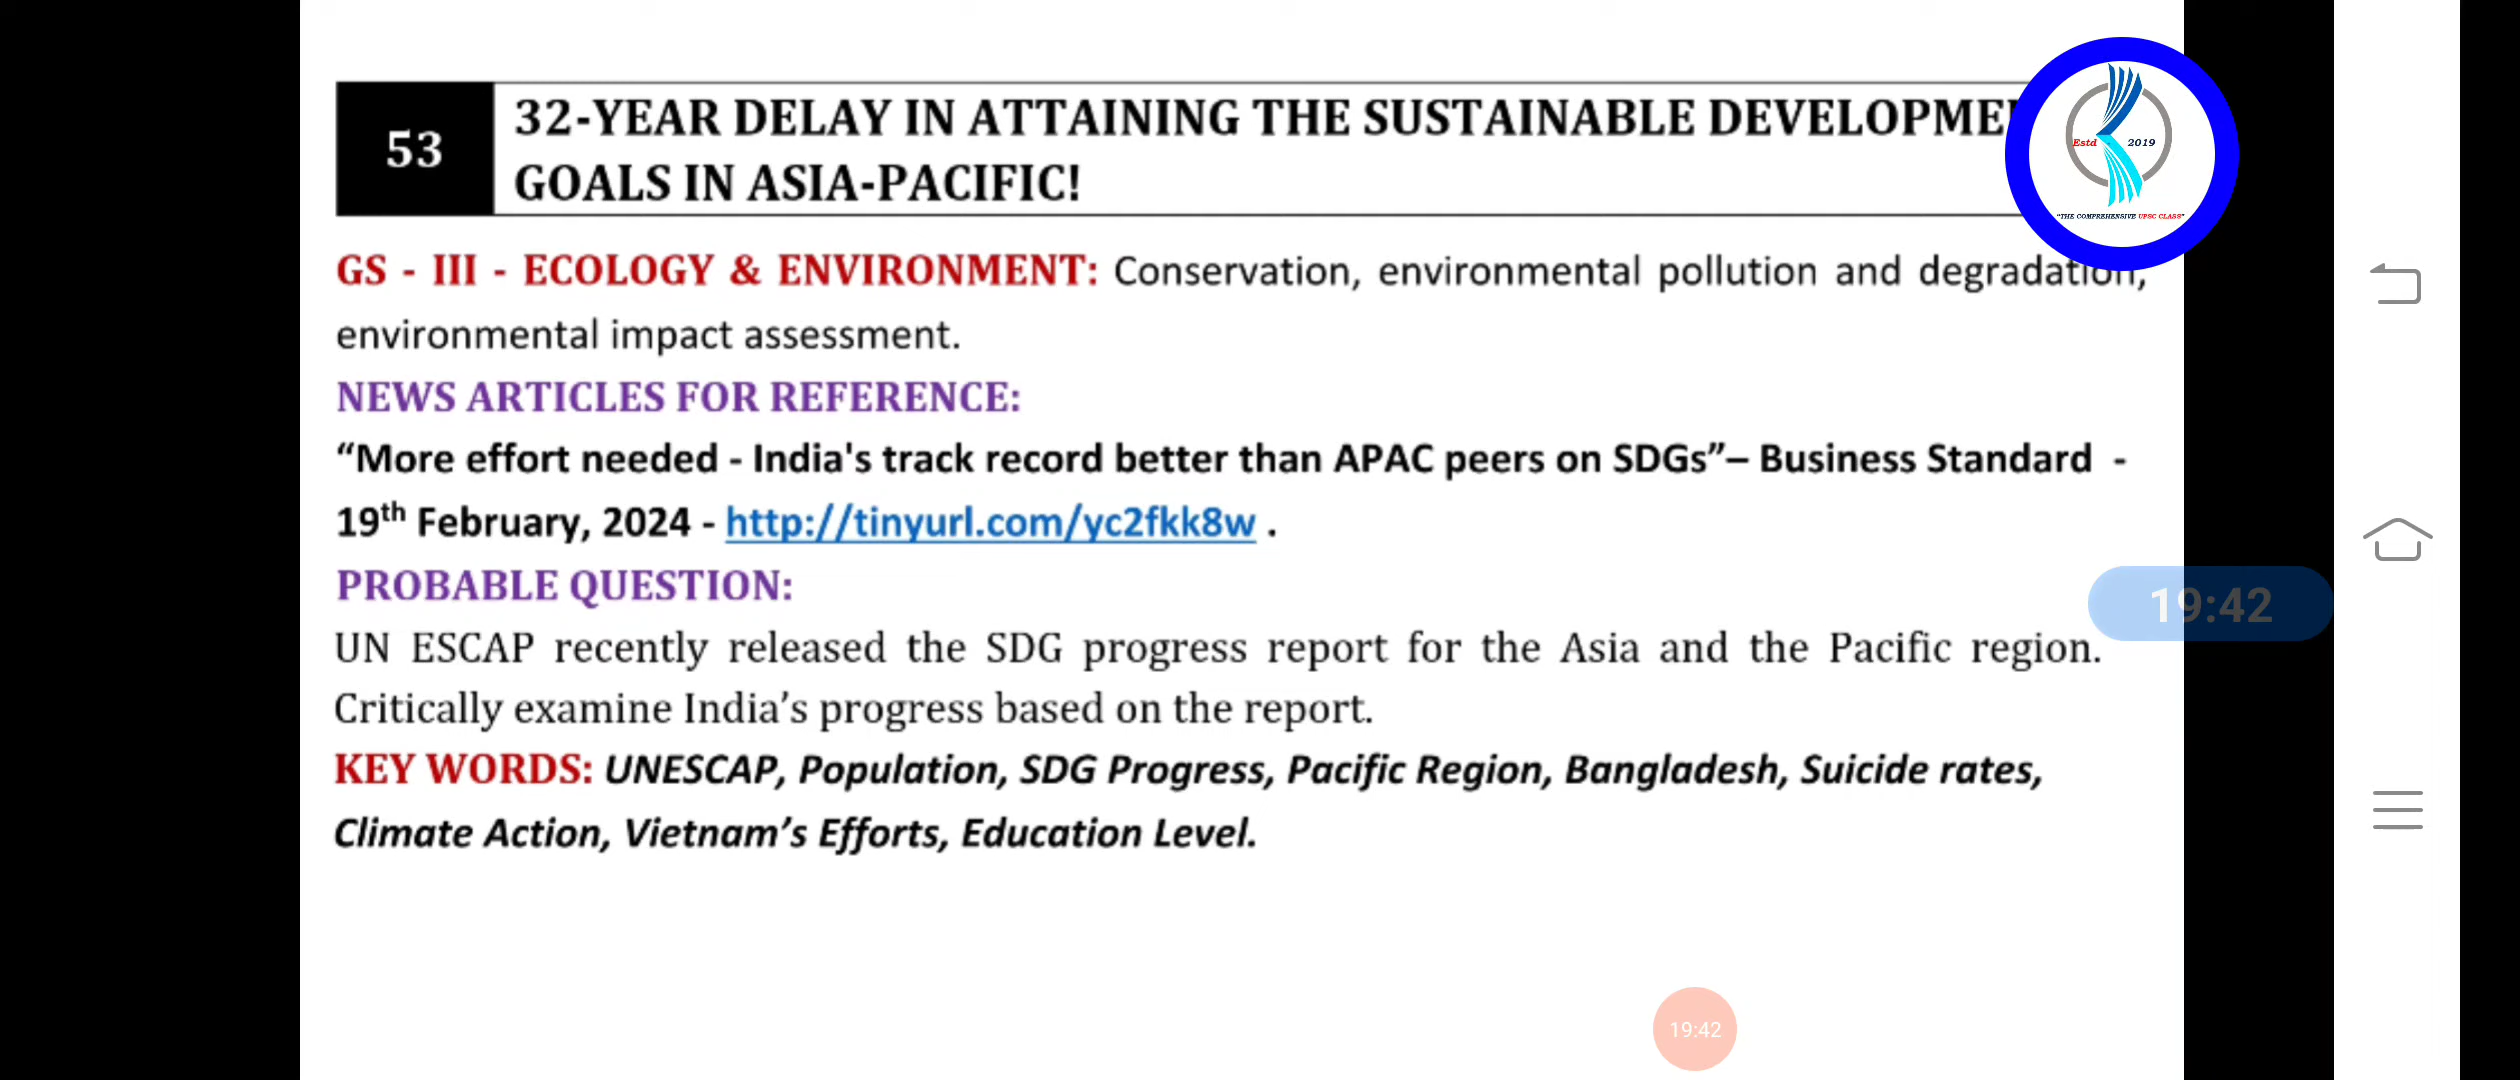 53
32-YEAR DELAY IN ATTAINING THE SUSTAINABLE
GOALS IN ASIA-PACIFIC!
Estd 2019
"THE COMPREHENSIVE UPSC CLASS"
GS - III - ECOLOGY & ENVIRONMENT: Conservation, environmental pollution and degradation,
environmental impact assessment.
NEWS ARTICLES FOR REFERENCE:
“More effort needed - India's track record better than APAC peers on SDGs”– Business Standard -
19th February, 2024 - http://tinyurl.com/yc2fkk8w .
PROBABLE QUESTION:
19:42
UN ESCAP recently released the SDG progress report for the Asia and the Pacific region.
Critically examine India’s progress based on the report.
KEY WORDS: UNESCAP, Population, SDG Progress, Pacific Region, Bangladesh, Suicide rates,
Climate Action, Vietnam’s Efforts, Education Level.
19:42